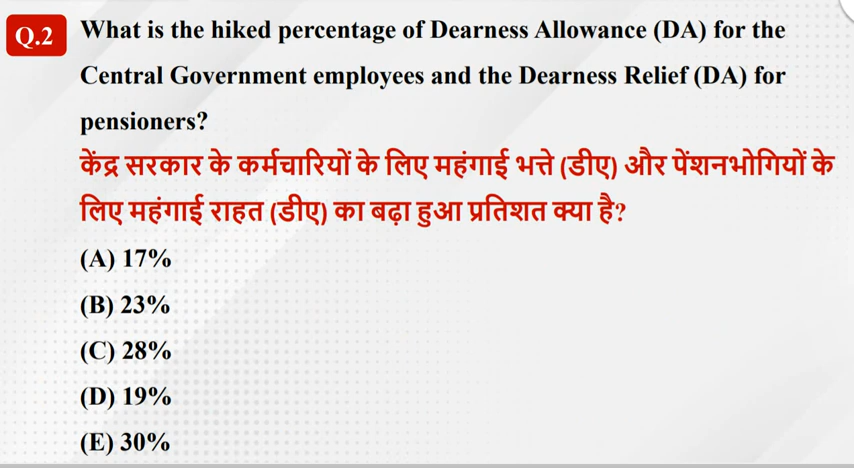 Q.2 What is the hiked percentage of Dearness Allowance (DA) for the
Central Government employees and the Dearness Relief (DA) for
pensioners?
केंद्र सरकार के कर्मचारियों के लिए महंगाई भत्ते (डीए) और पेंशनभोगियों के
लिए महंगाई राहत (डीए) का बढ़ा हुआ प्रतिशत क्या है?
(A) 17%
(B) 23%
(C) 28%
(D) 19%
(E) 30%